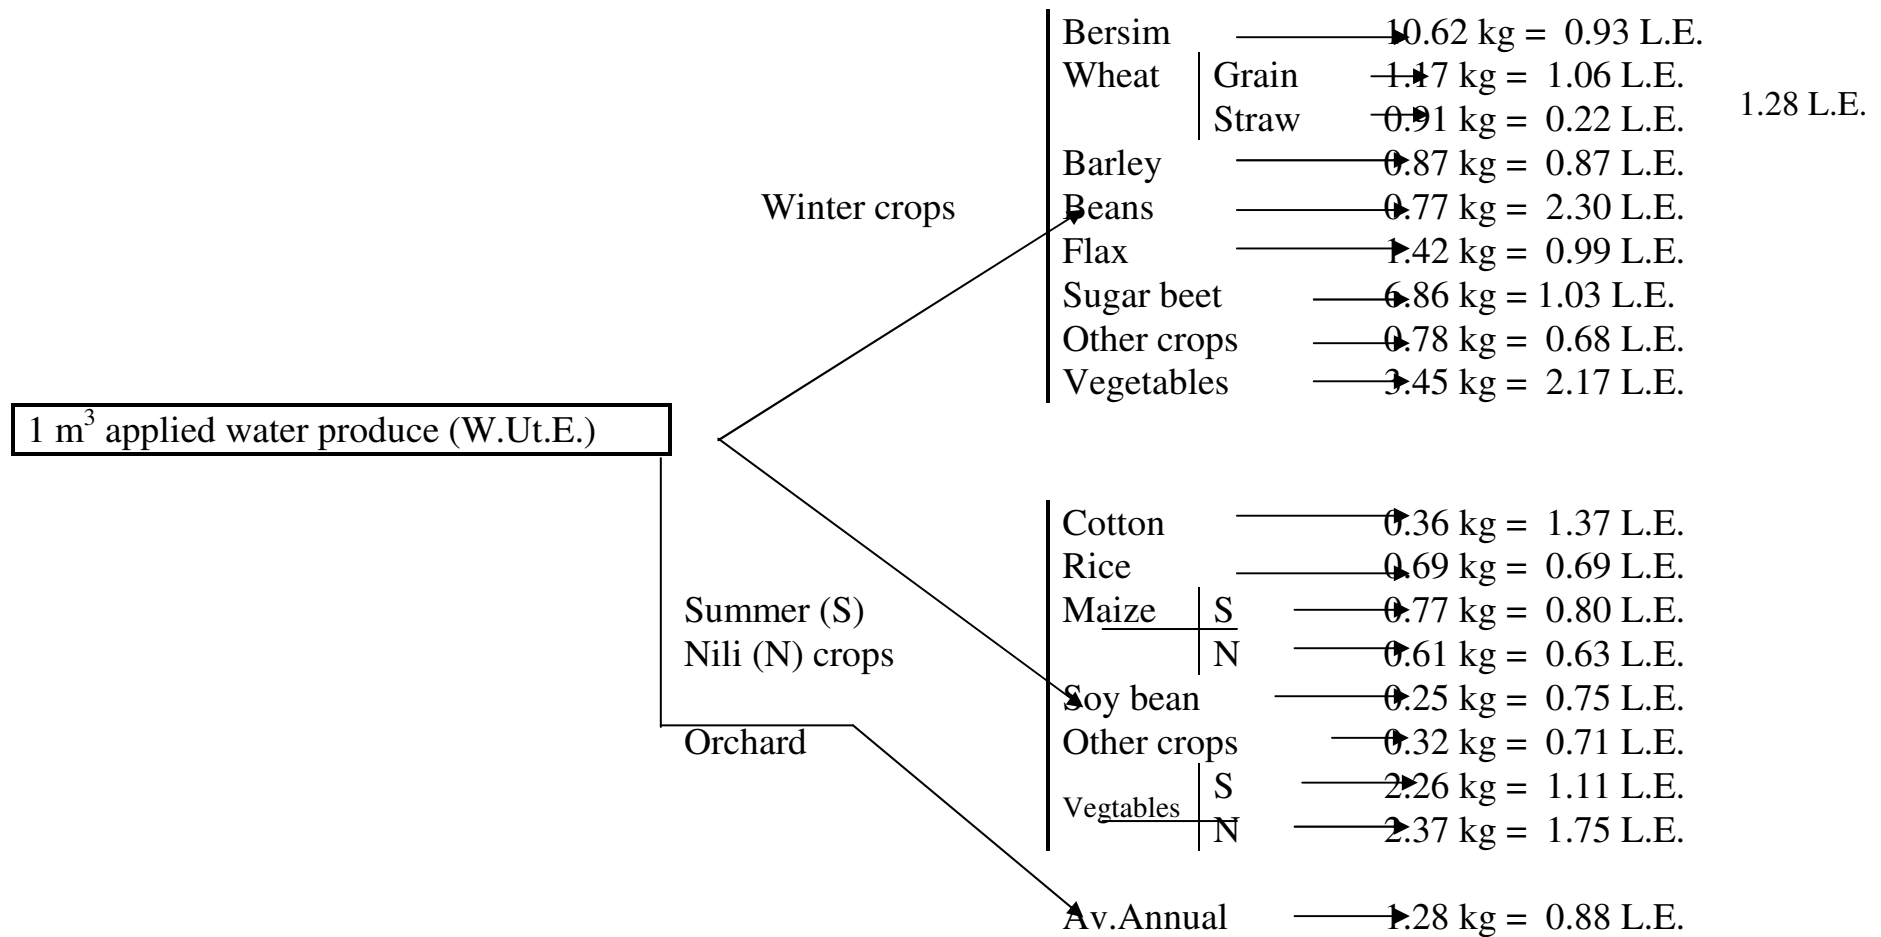 Bersim 10.62 kg = 0.93 L.E.
Wheat Grain 1.17 kg = 1.06 L.E.
1.28 L.E.
Straw 0.91 kg = 0.22 L.E.
Barley 0.87 kg = 0.87 L.E.
Winter crops
Beans 0.77 kg = 2.30 L.E.
Flax 1.42 kg = 0.99 L.E.
Sugar beet 6.86 kg = 1.03 L.E.
Other crops 0.78 kg = 0.68 L.E.
Vegetables 3.45 kg = 2.17 L.E.
1 m³ applied water produce (W.Ut.E.)
Cotton 0.36 kg = 1.37 L.E.
Rice 0.69 kg = 0.69 L.E.
Summer (S)
Nili (N) crops
Maize S 0.77 kg = 0.80 L.E.
N 0.61 kg = 0.63 L.E.
Soy bean 0.25 kg = 0.75 L.E.
Orchard
Other crops 0.32 kg = 0.71 L.E.
Vegtables S 2.26 kg = 1.11 L.E.
N 2.37 kg = 1.75 L.E.
Av.Annual 1.28 kg = 0.88 L.E.